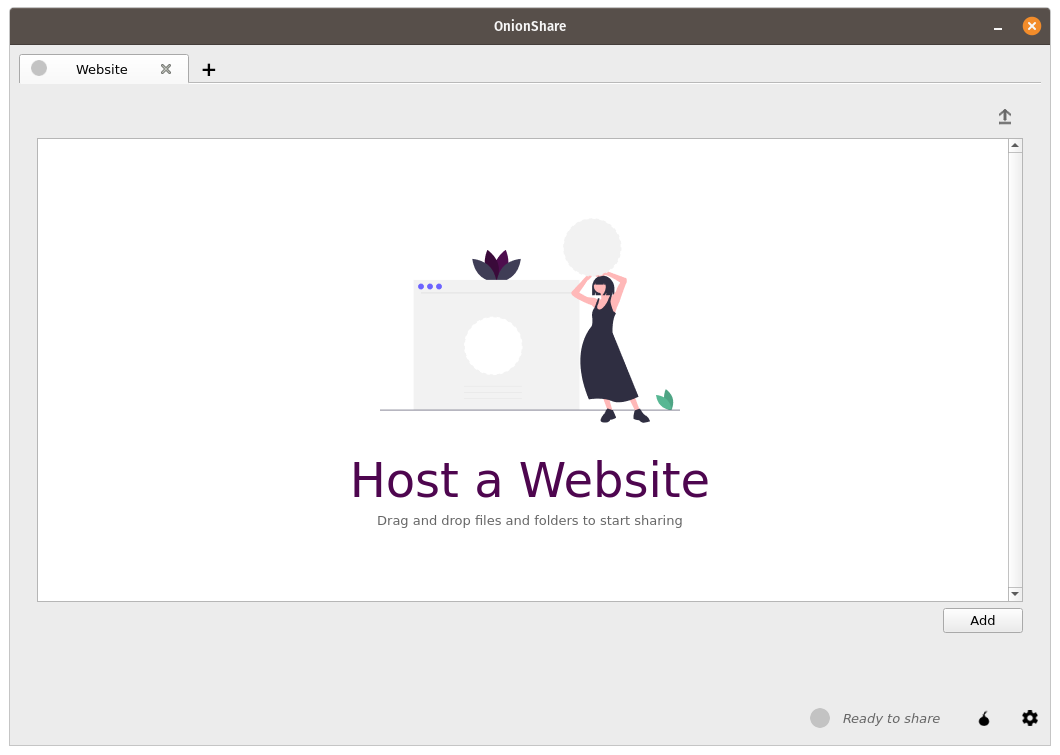 OnionShare
Website
Host a Website
Drag and drop files and folders to start sharing
Add
Ready to share